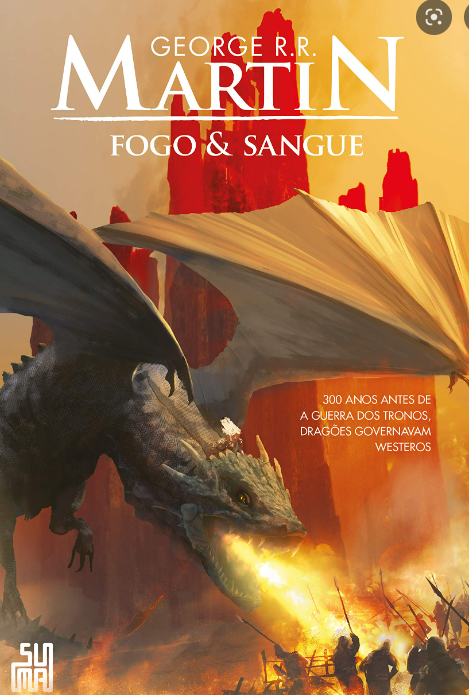 GEORGE R.R.
MARTIN
FOGO & SANGUE
300 ANOS ANTES DE
A GUERRA DOS TRONOS,
DRAGÕES GOVERNAVAM
WESTEROS
SUMA